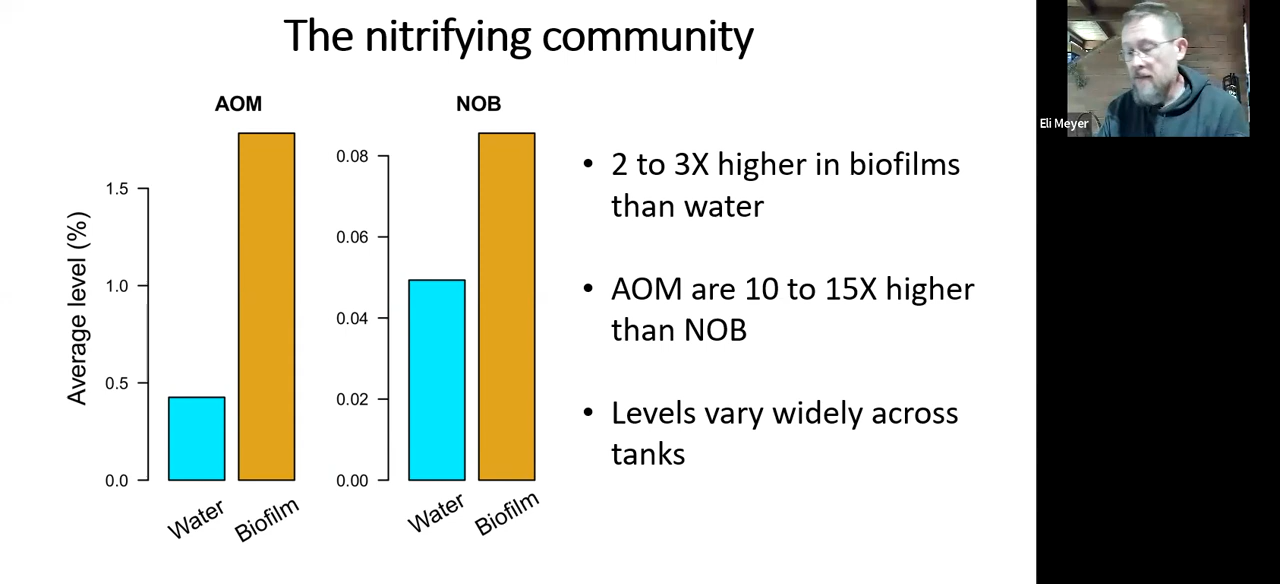 The nitrifying community
AOM
NOB
Average level (%)
1.5
1.0
0.5
0.0
Water
Biofilm
0.08
0.06
0.04
0.02
0.00
Water
Biofilm
• 2 to 3X higher in biofilms
than water
• AOM are 10 to 15X higher
than NOB
• Levels vary widely across
tanks
Eli Meyer